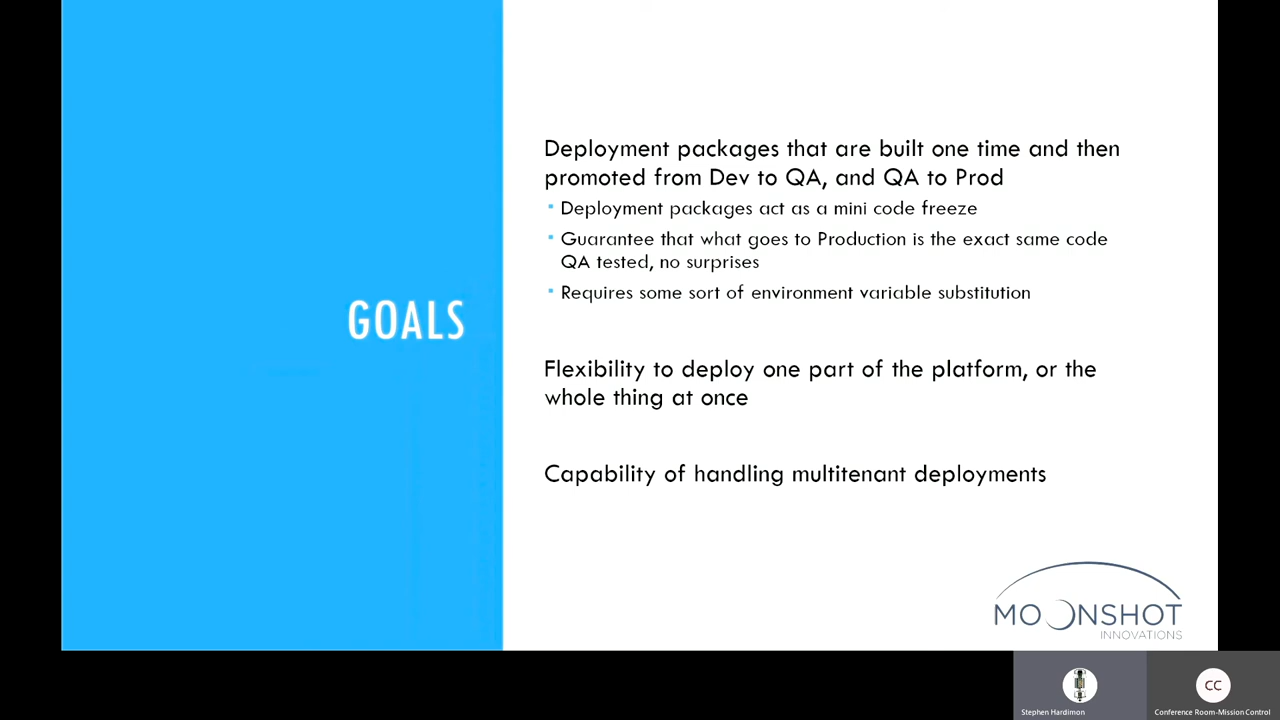 GOALS
Deployment packages that are built one time and then
promoted from Dev to QA, and QA to Prod
▪ Deployment packages act as a mini code freeze
▪ Guarantee that what goes to Production is the exact same code
QA tested, no surprises
▪ Requires some sort of environment variable substitution
Flexibility to deploy one part of the platform, or the
whole thing at once
Capability of handling multitenant deployments
MOONSHOT
INNOVATIONS
CC
Stephen Hardimon
Conference Room-Mission Control